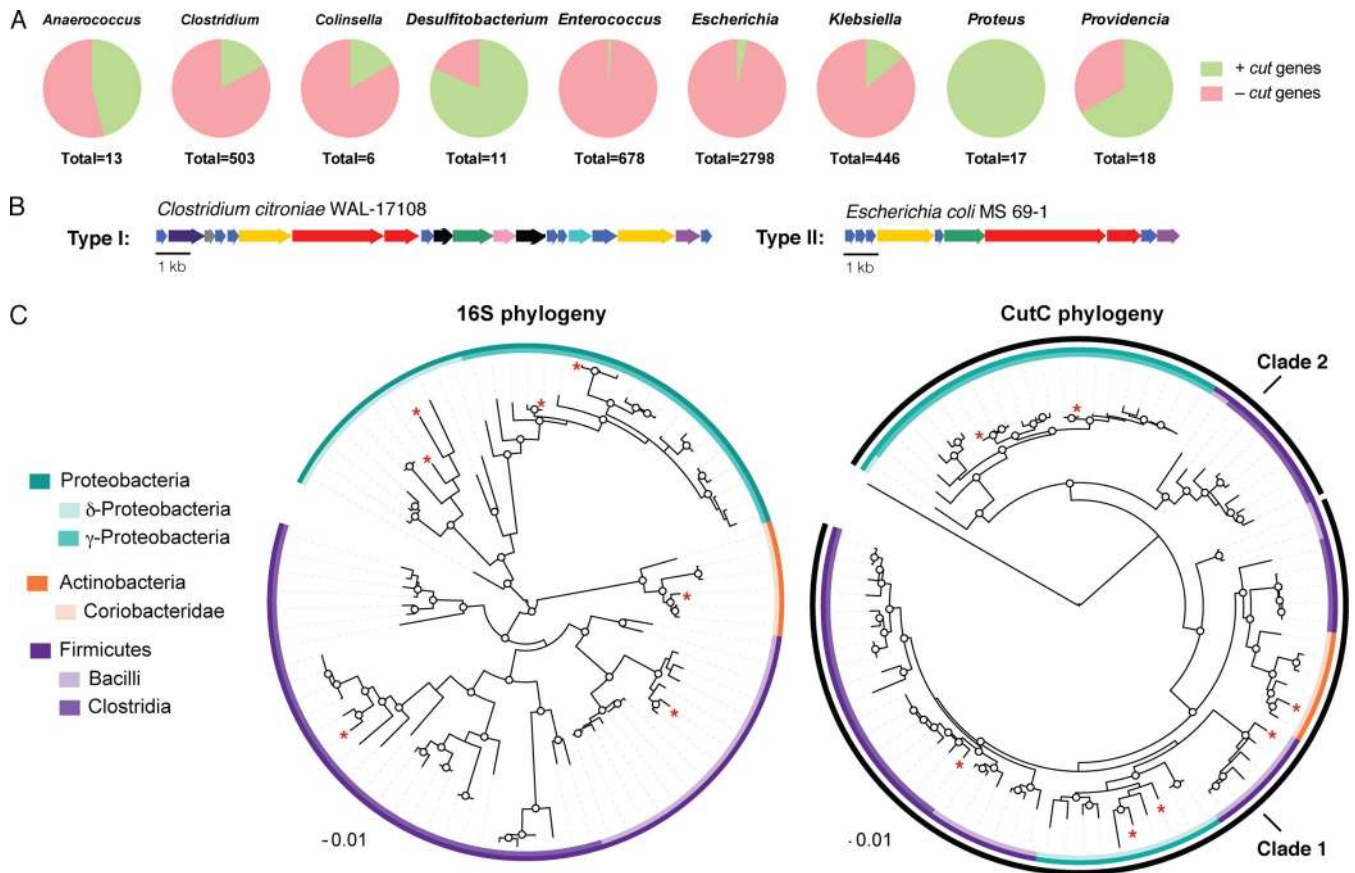 A
Anaerococcus Clostridium Colinsella Desulfitobacterium Enterococcus Escherichia Klebsiella Proteus Providencia
+ cut genes
– cut genes
Total=13 Total=503 Total=6 Total=11 Total=678 Total=2798 Total=446 Total=17 Total=18
B
Clostridium citroniae WAL-17108
Type I:
1 kb
Escherichia coli MS 69-1
Type II:
1 kb
C
16S phylogeny
CutC phylogeny
Clade 2
Proteobacteria
δ-Proteobacteria
γ-Proteobacteria
Actinobacteria
Coriobacteridae
Firmicutes
Bacilli
Clostridia
-0.01
-0.01
Clade 1